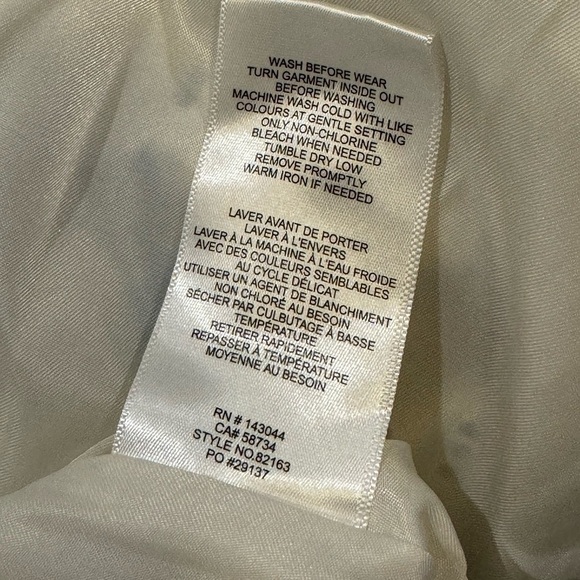 WASH BEFORE WEAR
TURN GARMENT INSIDE OUT
BEFORE WASHING
MACHINE WASH COLD WITH LIKE
COLOURS AT GENTLE SETTING
ONLY NON-CHLORINE
BLEACH WHEN NEEDED
TUMBLE DRY LOW
REMOVE PROMPTLY
WARM IRON IF NEEDED
LAVER AVANT DE PORTER
LAVER À L'ENVERS
LAVER À LA MACHINE À L'EAU FROIDE
AVEC DES COULEURS SEMBLABLES
AU CYCLE DÉLICAT
UTILISER UN AGENT DE BLANCHIMENT
NON CHLORÉ AU BESOIN
SÉCHER PAR CULBUTAGE À BASSE
TEMPÉRATURE
RETIRER RAPIDEMENT
REPASSER À TEMPÉRATURE
MOYENNE AU BESOIN
RN # 143044
CA# 58734
STYLE NO.82163
PO #29137